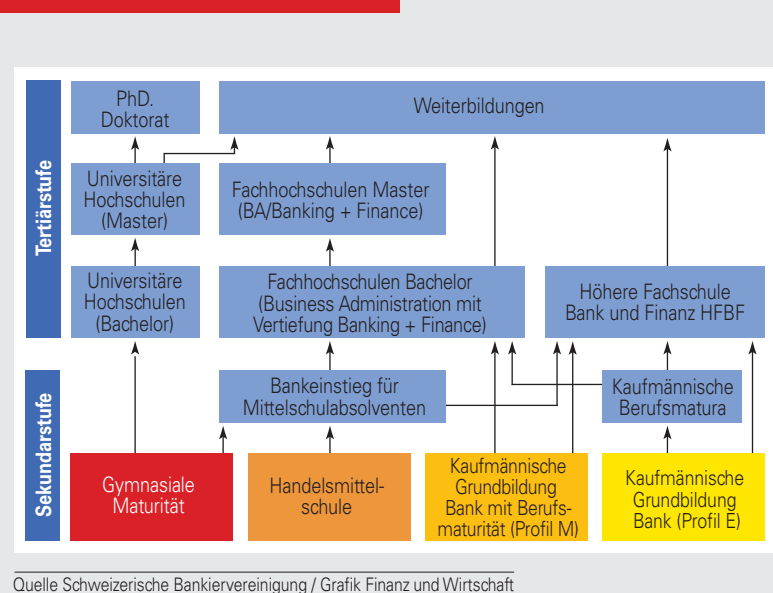 Tertiärstufe
PhD.
Doktorat
Weiterbildungen
Universitäre
Hochschulen
(Master)
Fachhochschulen Master
(BA/Banking + Finance)
Universitäre
Hochschulen
(Bachelor)
Fachhochschulen Bachelor
(Business Administration mit
Vertiefung Banking + Finance)
Höhere Fachschule
Bank und Finanz HFBF
Sekundarstufe
Bankeinstieg für
Mittelschulabsolventen
Kaufmännische
Berufsmatura
Gymnasiale
Maturität
Handelsmittel-
schule
Kaufmännische
Grundbildung
Bank mit Berufs-
maturität (Profil M)
Kaufmännische
Grundbildung
Bank (Profil E)
Quelle Schweizerische Bankiervereinigung / Grafik Finanz und Wirtschaft